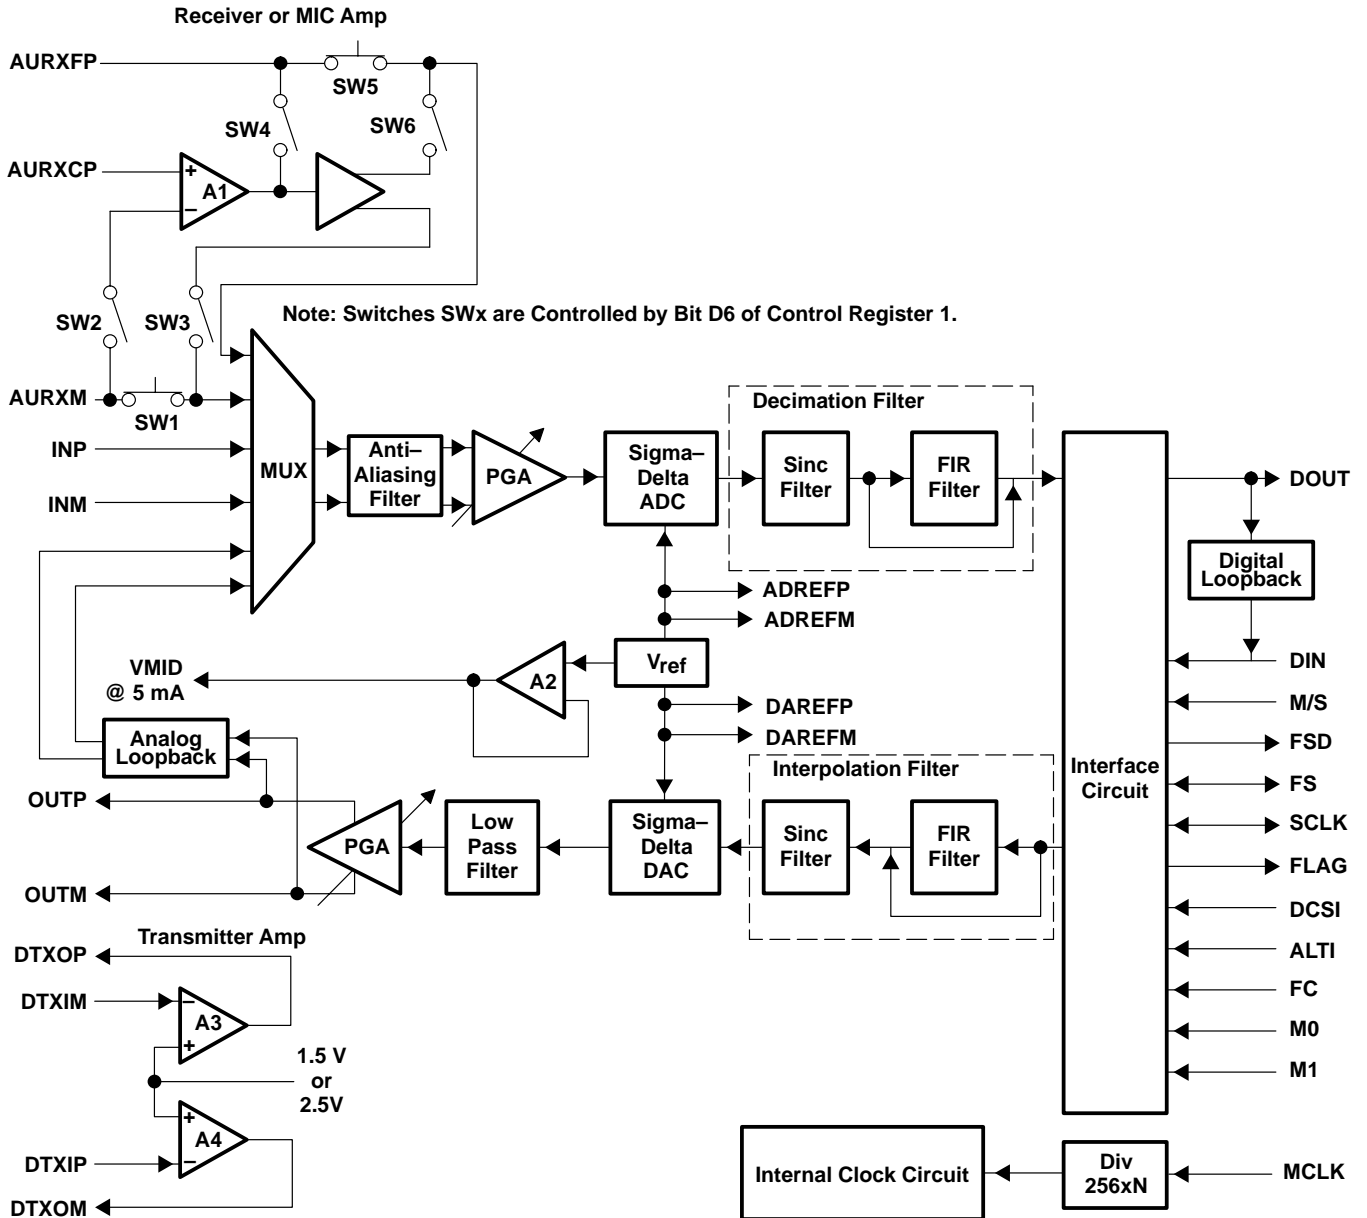 Receiver or MIC Amp
AURXFP
SW5
SW4
SW6
AURXCP
+
A1
−
Note: Switches SWx are Controlled by Bit D6 of Control Register 1.
SW2
SW3
AURXM
SW1
INP
INM
MUX
Anti–
Aliasing
Filter
PGA
Sigma–
Delta
ADC
Decimation Filter
Sinc
Filter
FIR
Filter
DOUT
Digital
Loopback
ADREFP
ADREFM
VMID
@ 5 mA
A2
Vref
DIN
M/S
DAREFP
DAREFM
Analog
Loopback
FSD
Interpolation Filter
Interface
Circuit
FS
OUTP
PGA
Low
Pass
Filter
Sigma–
Delta
DAC
Sinc
Filter
FIR
Filter
SCLK
FLAG
OUTM
DCSI
Transmitter Amp
DTXOP
ALTI
DTXIM
−
A3
+
FC
M0
1.5 V
or
2.5V
M1
+
A4
−
DTXIP
DTXOM
Internal Clock Circuit
Div
256xN
MCLK